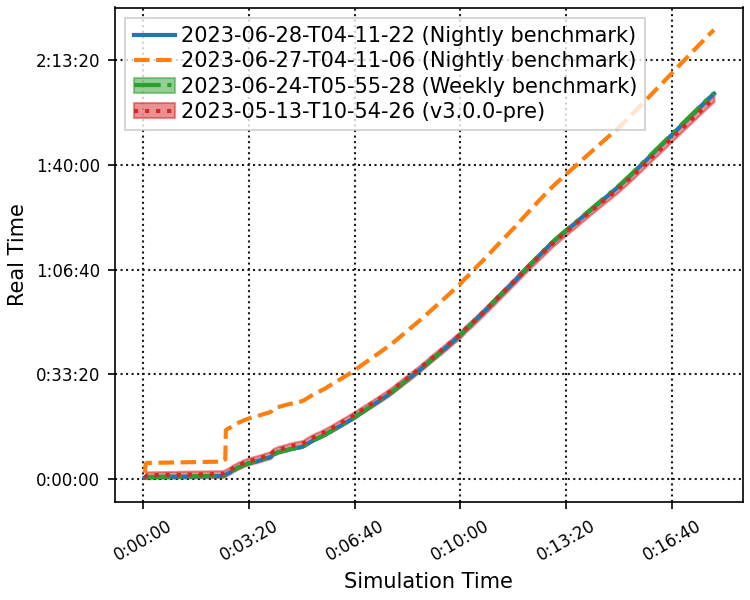 2023-06-28-T04-11-22 (Nightly benchmark)
2023-06-27-T04-11-06 (Nightly benchmark)
2023-06-24-T05-55-28 (Weekly benchmark)
2023-05-13-T10-54-26 (v3.0.0-pre)
2:13:20
1:40:00
1:06:40
0:33:20
0:00:00
Real Time
0:00:00
0:03:20
0:06:40
0:10:00
0:13:20
0:16:40
Simulation Time